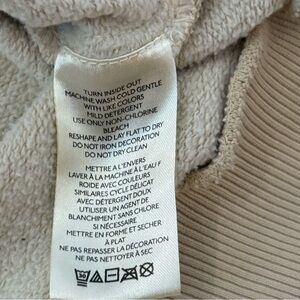 TURN INSIDE OUT
MACHINE WASH COLD GENTLE
WITH LIKE COLORS
MILD DETERGENT
USE ONLY NON-CHLORINE
BLEACH
RESHAPE AND LAY FLAT TO DRY
DO NOT IRON DECORATION
DO NOT DRY CLEAN
METTRE A L'ENVERS
LAVER À LA MACHINE À L'EAU F
ROIDE AVEC COULEURS
SIMILAIRES CYCLE DÉLICAT
AVEC DÉTERGENT DOUX
UTILISER UN AGENT DE
BLANCHIMENT SANS CHLORE
SI NÉCESSAIRE
METTRE EN FORME ET SÉCHER
À PLAT
NE PAS REPASSER LA DÉCORATION
NE PAS NETTOYER À SEC
30